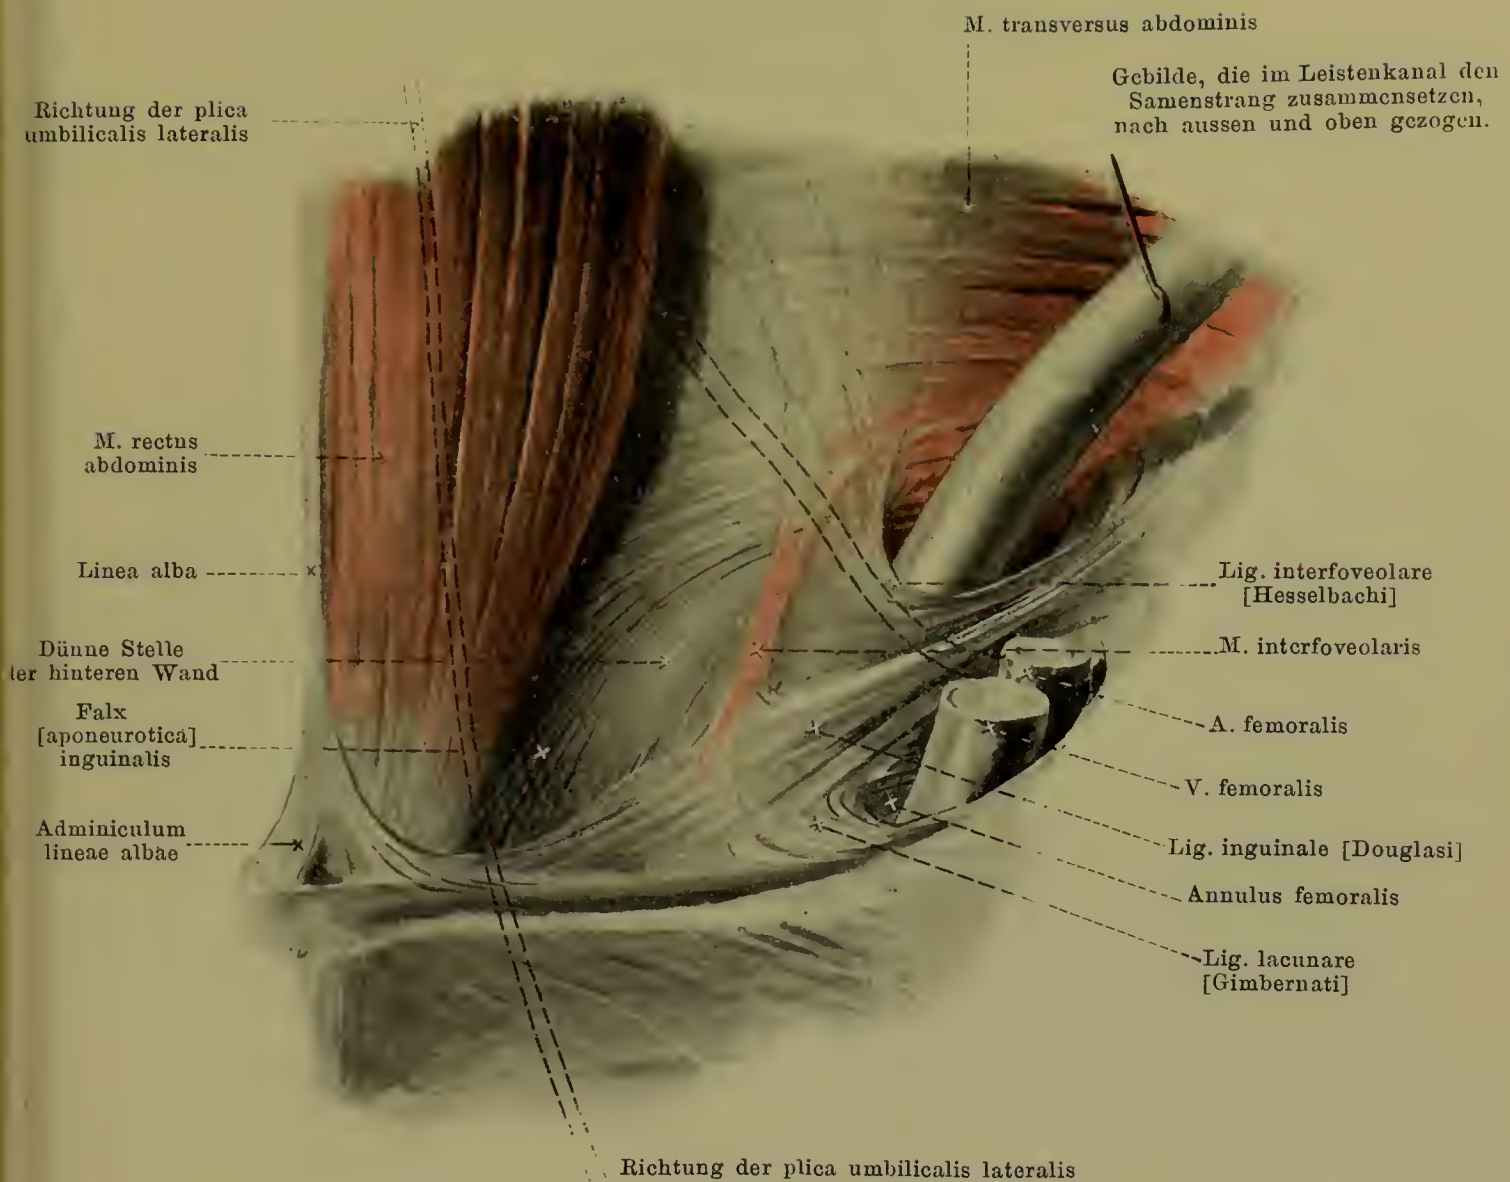 M. transversus abdominis
Gebilde, die im Leistenkanal den
Samenstrang zusammensetzen,
nach aussen und oben gezogen.
Richtung der plica
umbilicalis lateralis
M. rectus
abdominis
Linea alba
Dünne Stelle
der hinteren Wand
Falx
[aponeurotica]
inguinalis
Adminiculum
lineae albae
Lig. interfoveolare
[Hesselbachi]
M. interfoveolaris
A. femoralis
V. femoralis
Lig. inguinale [Douglasi]
Annulus femoralis
Lig. lacunare
[Gimbernati]
Richtung der plica umbilicalis lateralis